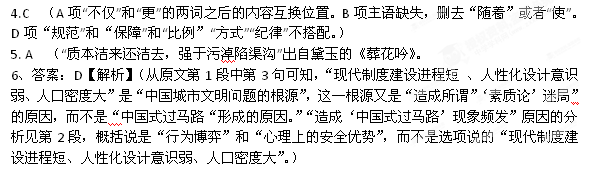 4.C （A 项“不仅”和“更”的两词之后的内容互换位置。B 项主语缺失，删去“随着”或者“使”。
D 项“规范”和“保障”和“比例”“方式”“纪律”不搭配。）
5. A （“质本洁来还洁去，强于污淖陷渠沟”出自黛玉的《葬花吟》。
6、答案：D【解析】（从原文第 1 段中第 3 句可知，“现代制度建设进程短 、人性化设计意识
弱、人口密度大”是“中国城市文明问题的根源”，这一根源又是“造成所谓”‘素质论’迷局”
的原因，而不是“中国式过马路“形成的原因。”“造成‘中国式过马路’现象频发”原因的分
析见第 2 段，概括说是“行为博弈”和“心理上的安全优势”，而不是选项说的“现代制度建
设进程短、人性化设计意识弱、人口密度大”。）